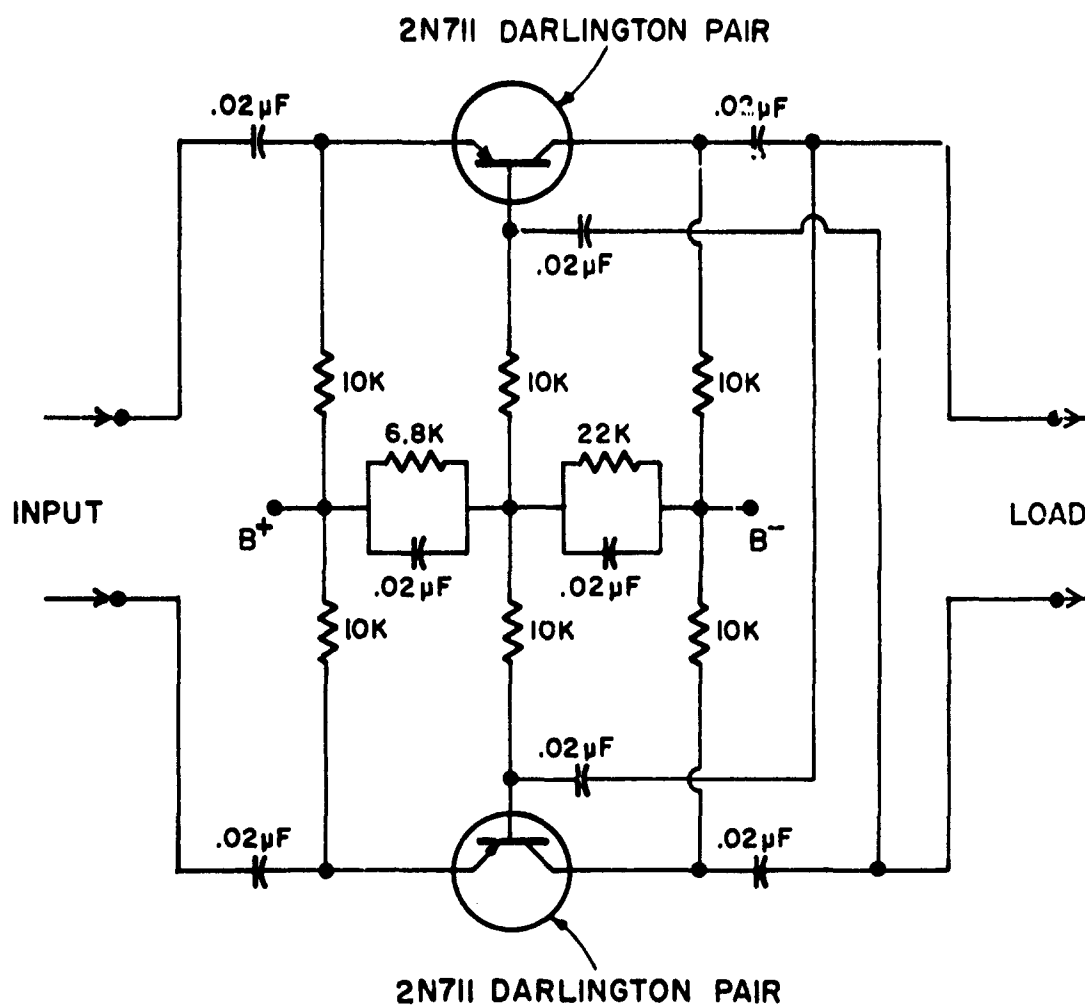 2N711 DARLINGTON PAIR
.02µF
.02µF
.02µF
10K
10K
10K
6.8K
22K
INPUT
B+
B-
LOAD
.02µF
.02µF
10K
10K
10K
.02µF
.02µF
.02µF
2N711 DARLINGTON PAIR